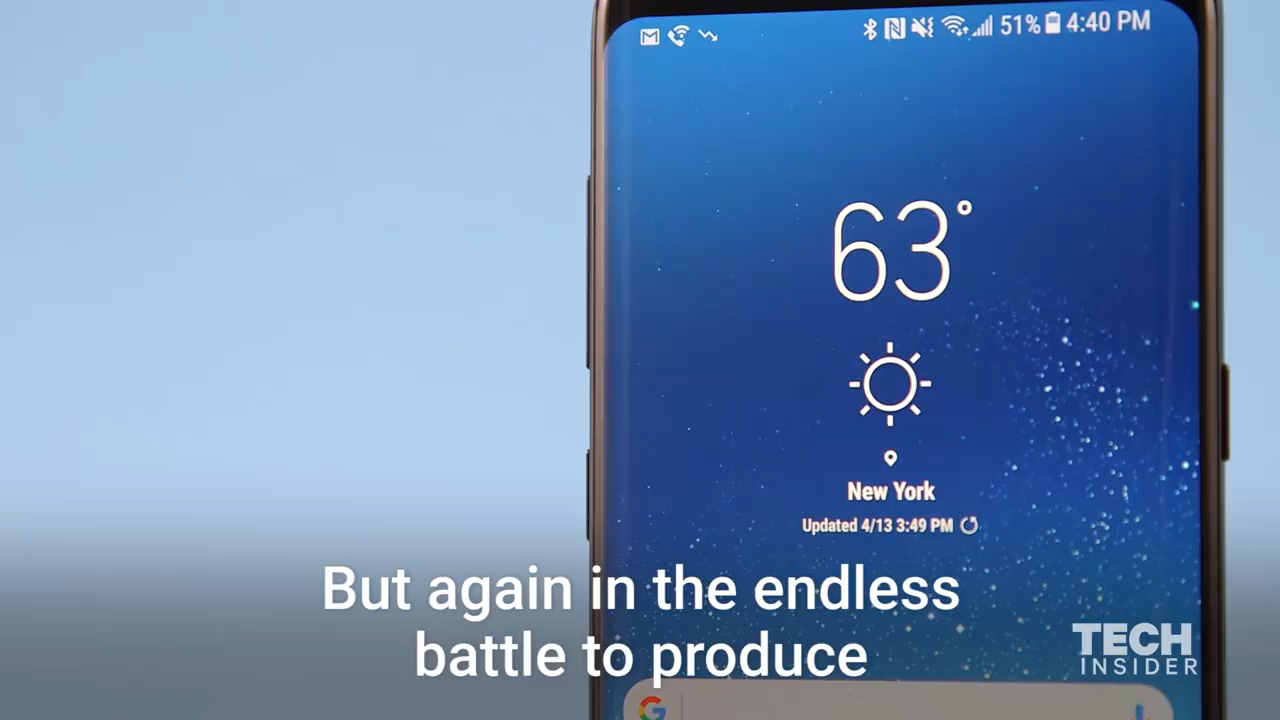 51% 4:40 PM
63°
New York
Updated 4/13 3:49 PM
But again in the endless
battle to produce
TECH
INSIDER
G